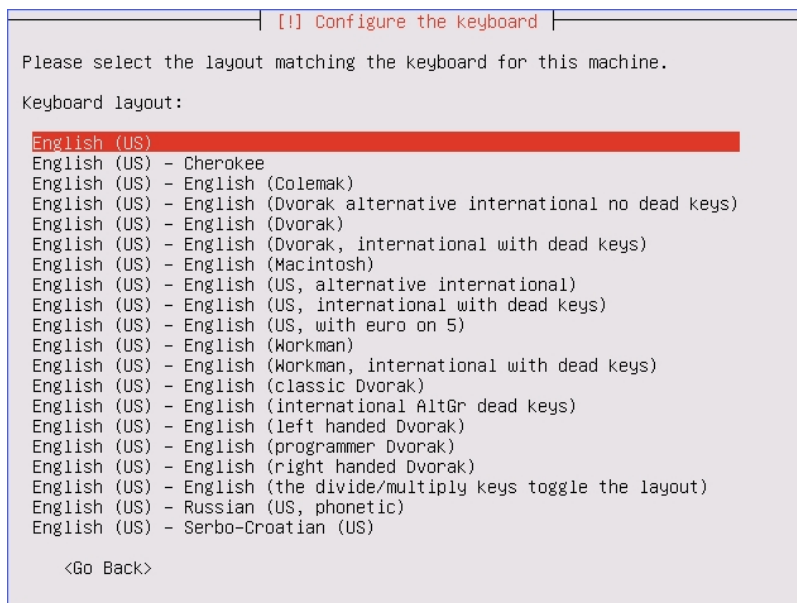 [!] Configure the keyboard
Please select the layout matching the keyboard for this machine.
Keyboard layout:
English (US)
English (US) - Cherokee
English (US) - English (Colemak)
English (US) - English (Dvorak alternative international no dead keys)
English (US) - English (Dvorak)
English (US) - English (Dvorak, international with dead keys)
English (US) - English (Macintosh)
English (US) - English (US, alternative international)
English (US) - English (US, international with dead keys)
English (US) - English (US, with euro on 5)
English (US) - English (Workman)
English (US) - English (Workman, international with dead keys)
English (US) - English (classic Dvorak)
English (US) - English (international AltGr dead keys)
English (US) - English (left handed Dvorak)
English (US) - English (programmer Dvorak)
English (US) - English (right handed Dvorak)
English (US) - English (the divide/multiply keys toggle the layout)
English (US) - Russian (US, phonetic)
English (US) - Serbo-Croatian (US)
<Go Back>